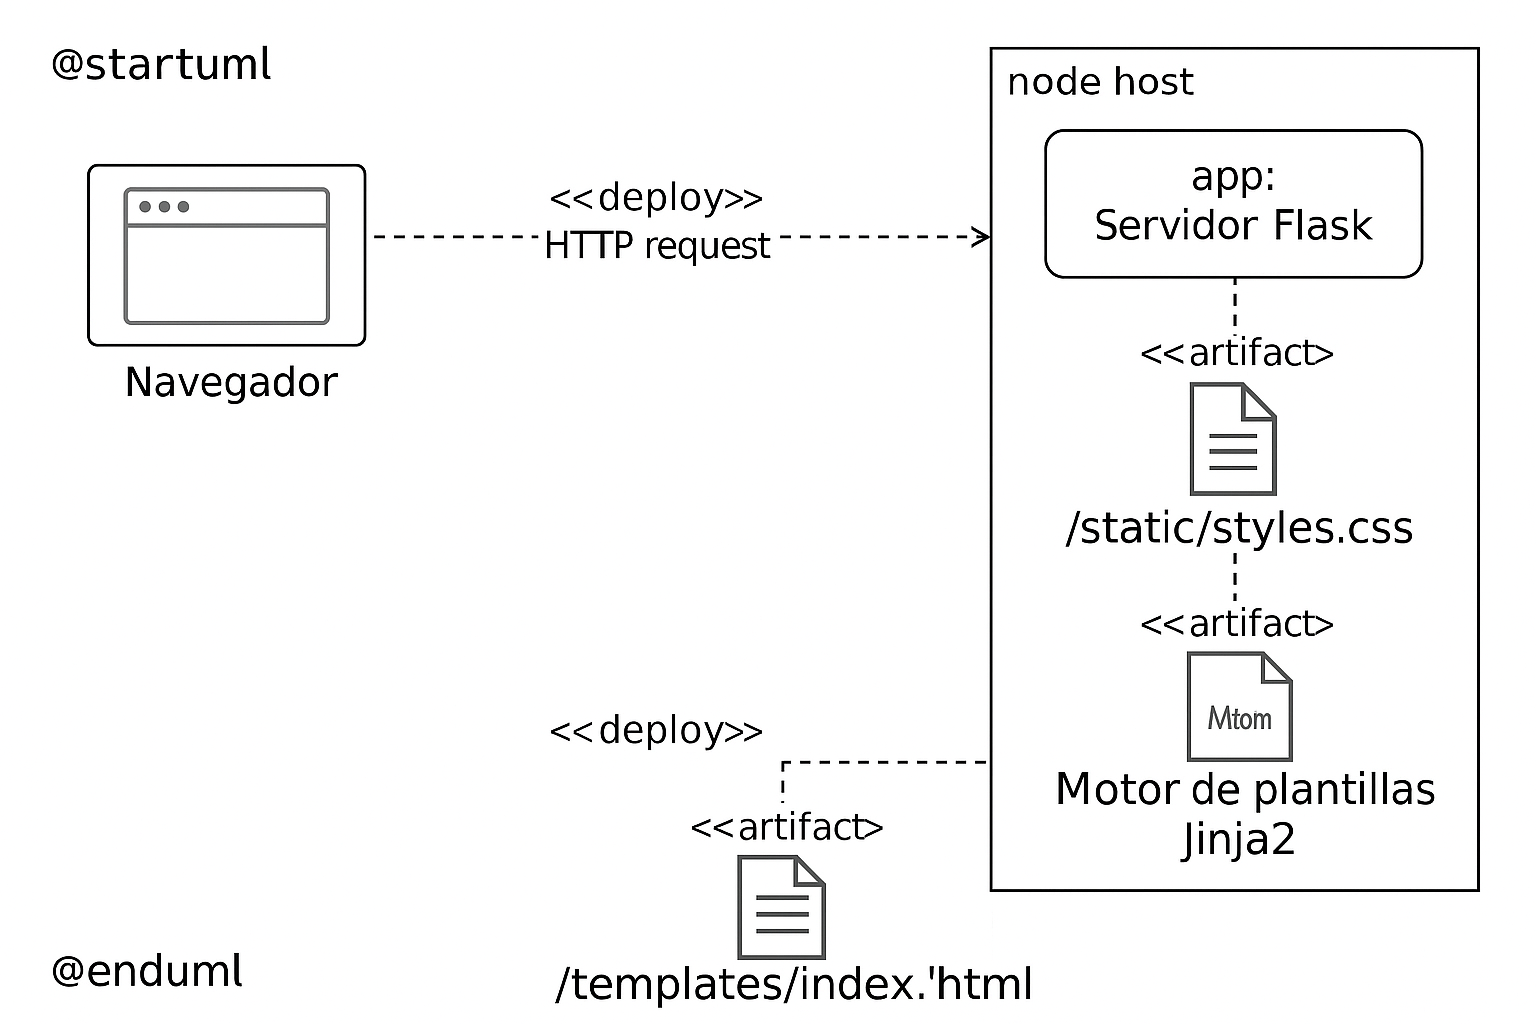 @startuml
node host
<<deploy>>
HTTP request
app:
Servidor Flask
Navegador
<<artifact>
/static/styles.css
<<artifact>
Mtom
Motor de plantillas
Jinja2
<<deploy>>
<<artifact>
/templates/index.'html
@enduml